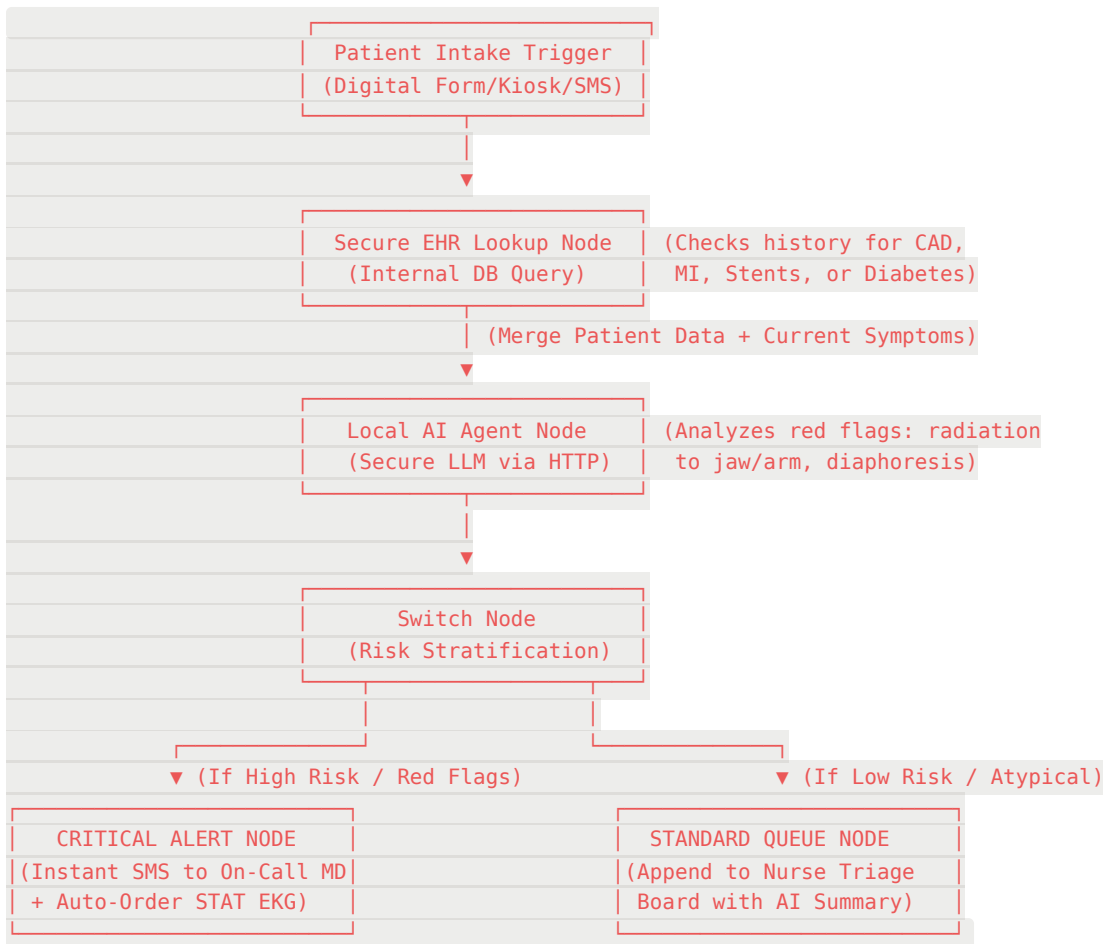 Patient Intake Trigger
(Digital Form/Kiosk/SMS)
Secure EHR Lookup Node (Checks history for CAD,
(Internal DB Query) MI, Stents, or Diabetes)
(Merge Patient Data + Current Symptoms)
Local AI Agent Node (Analyzes red flags: radiation
(Secure LLM via HTTP) to jaw/arm, diaphoresis)
Switch Node
(Risk Stratification)
(If High Risk / Red Flags) (If Low Risk / Atypical)
CRITICAL ALERT NODE STANDARD QUEUE NODE
(Instant SMS to On-Call MD (Append to Nurse Triage
+ Auto-Order STAT EKG) Board with AI Summary)